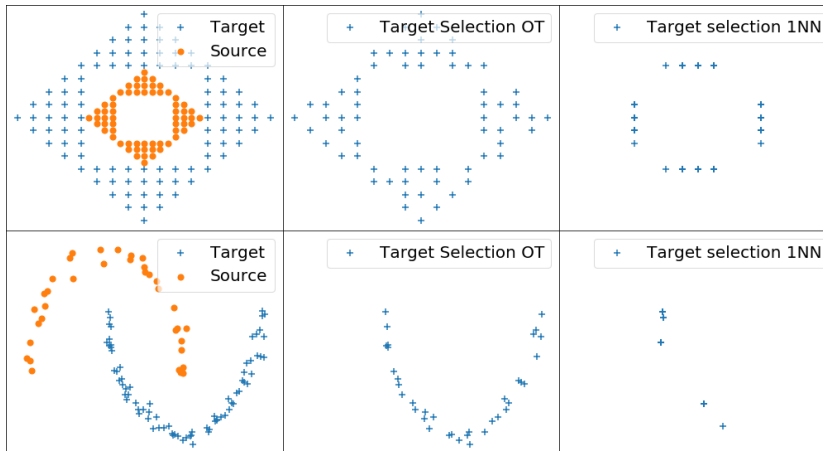 Target
Source
Target Selection OT
Target selection 1NN
Target
Source
Target Selection OT
Target selection 1NN